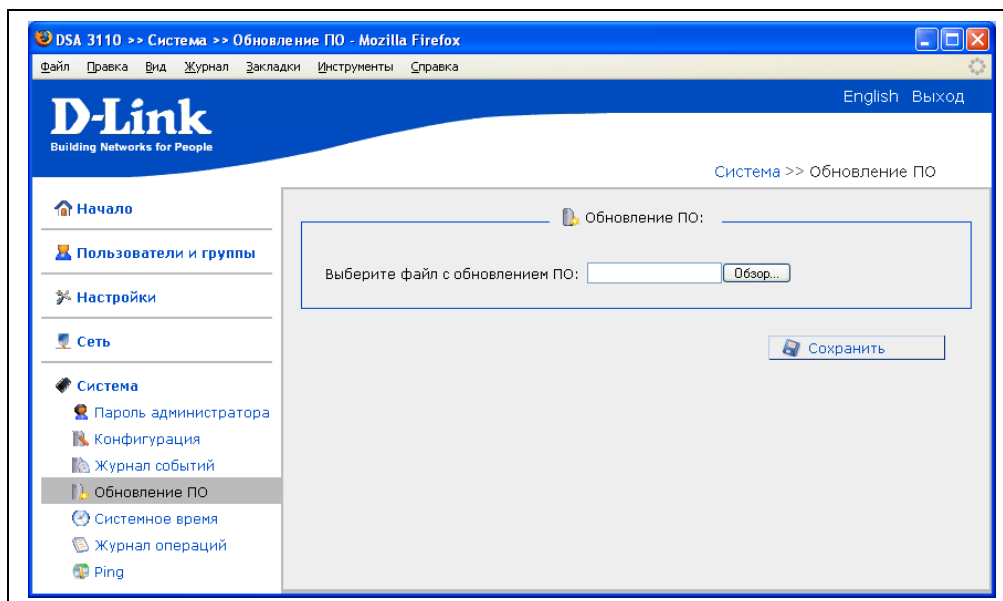 DSA 3110 >> Система >> Обновление ПО - Mozilla Firefox
Файл Правка Вид Журнал Закладки Инструменты Справка
English Выход
D-Link
Building Networks for People
Система >> Обновление ПО
Начало
Пользователи и группы
Настройки
Сеть
Система
Пароль администратора
Конфигурация
Журнал событий
Обновление ПО
Системное время
Журнал операций
Ping
Обновление ПО:
Выберите файл с обновлением ПО: Обзор...
Сохранить